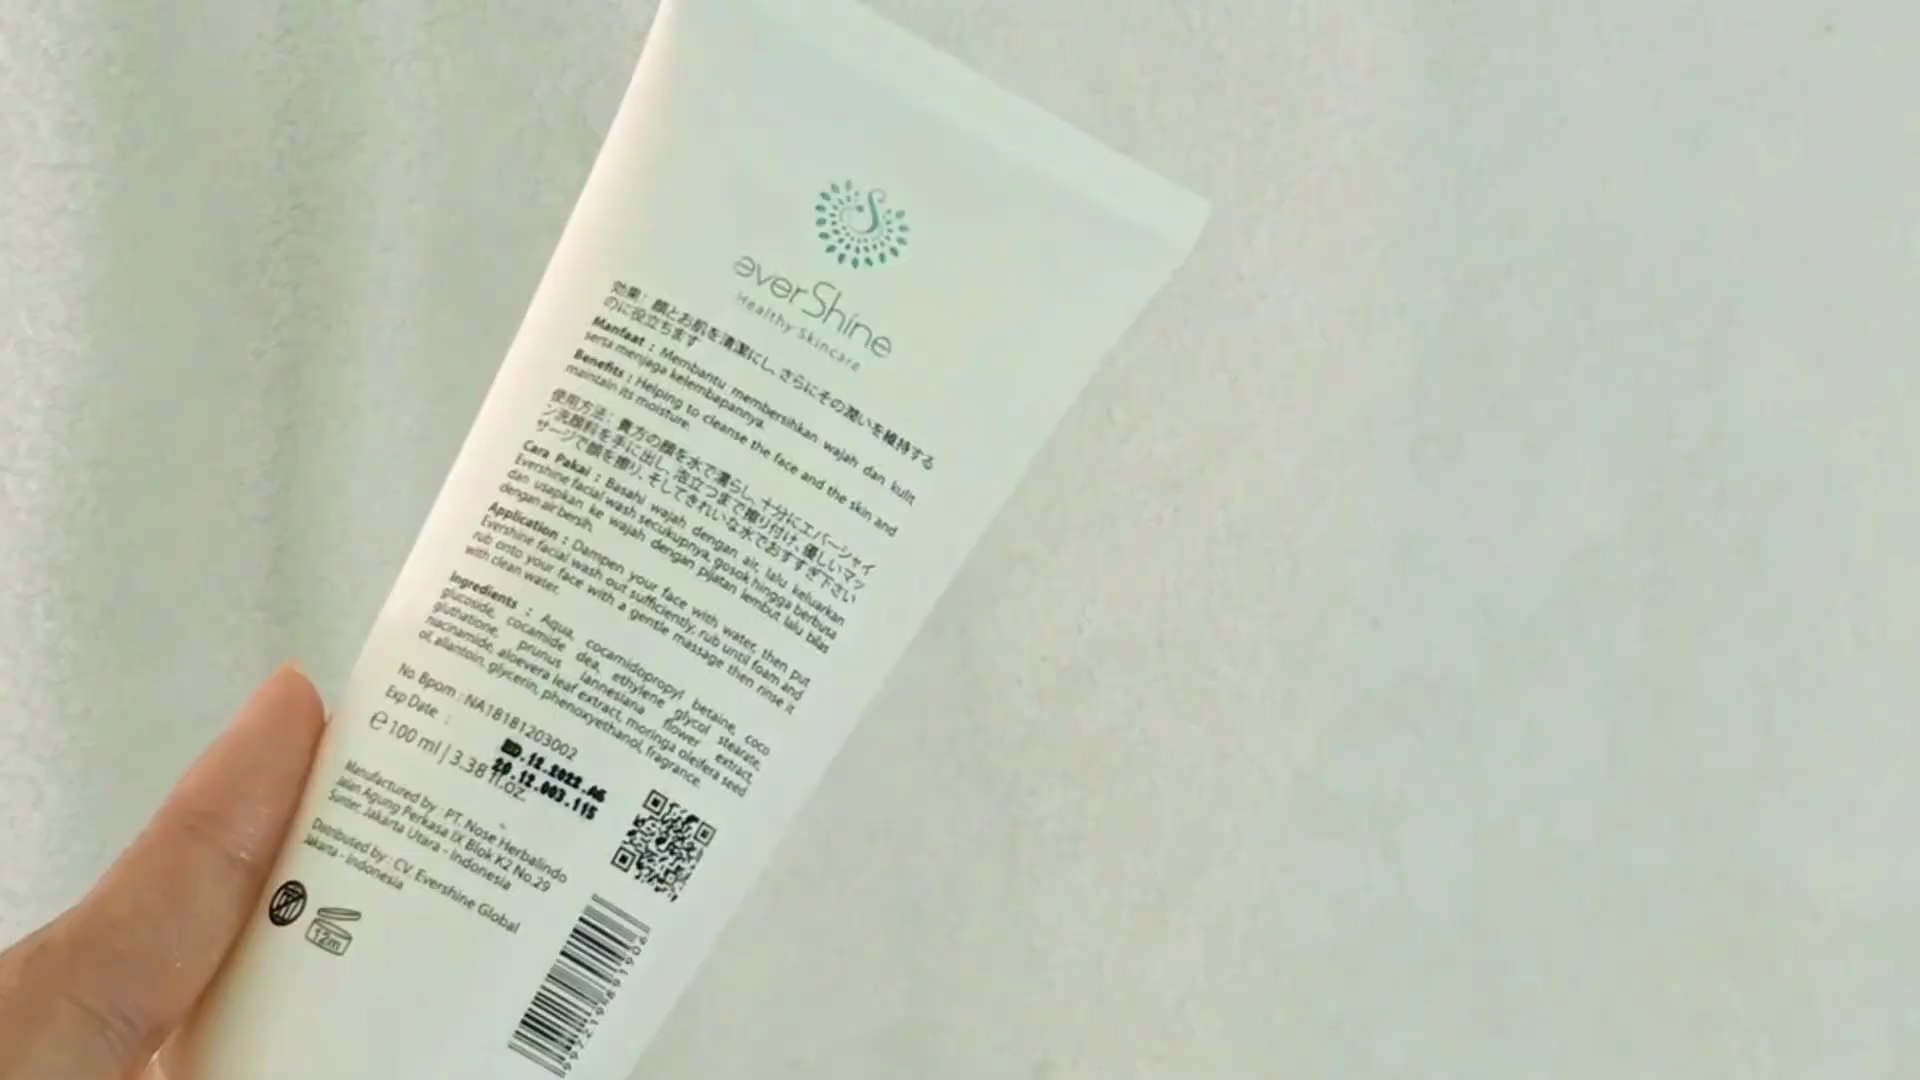 everShine
Healthy Skincare
効果：顔とお肌を清潔にし、さらにその潤いを維持する
のに役立ちます
Manfaat : Membantu membersihkan wajah dan kulit
serta menjaga kelembapannya.
Benefits : Helping to cleanse the face and the skin and
maintain its moisture.
使用方法：貴方の顔を水で濡らし、十分にエバーシャイ
ン洗顔料を手に出し、泡立つまで擦り付け、優しいマッ
サージで顔を擦り、そしてきれいな水でおすすぎ下さい
Cara Pakai : Basahi wajah dengan air, lalu keluarkan
Evershine facial wash secukupnya, gosok hingga berbusa
dan usapkan ke wajah dengan pijatan lembut lalu bilas
dengan air bersih.
Application : Dampen your face with water, then put
Evershine facial wash out sufficiently, rub until foam and
rub onto your face with a gentle massage then rinse it
with clean water.
Ingredients : Aqua, cocamidopropyl betaine, coco
glucoside, cocamide dea, ethylene glycol stearate,
gluthatione, prunus lannesiana flower extract,
niacinamide, aloevera leaf extract, moringa oleifera seed
oil, allantoin, glycerin, phenoxyethanol, fragrance.
No. Bpom : NA18181203002
Exp Date :
ED.12.2022.AG
20.12.003.115
℮ 100 ml | 3.38 fl.oz.
Manufactured by : PT. Nose Herbalindo
Jalan Agung Perkasa IX Blok K2 No.29
Sunter, Jakarta Utara - Indonesia
Distributed by : CV. Evershine Global
Jakarta - Indonesia
12m